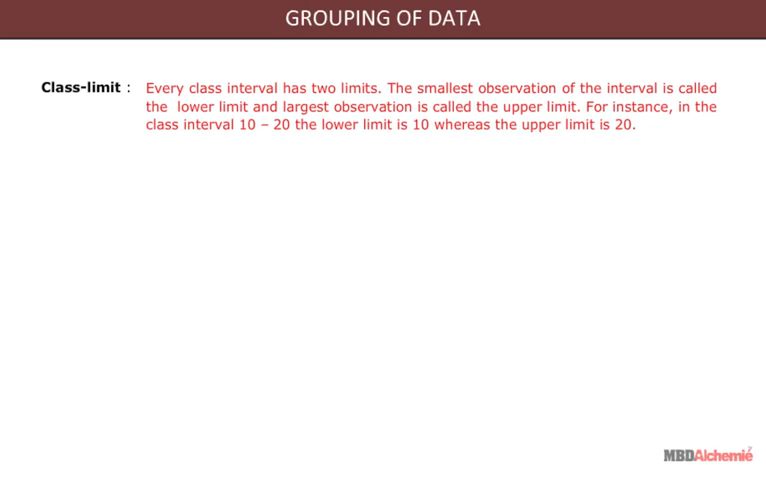 GROUPING OF DATA
Class-limit : Every class interval has two limits. The smallest observation of the interval is called
the lower limit and largest observation is called the upper limit. For instance, in the
class interval 10 – 20 the lower limit is 10 whereas the upper limit is 20.
MBDAlchemié